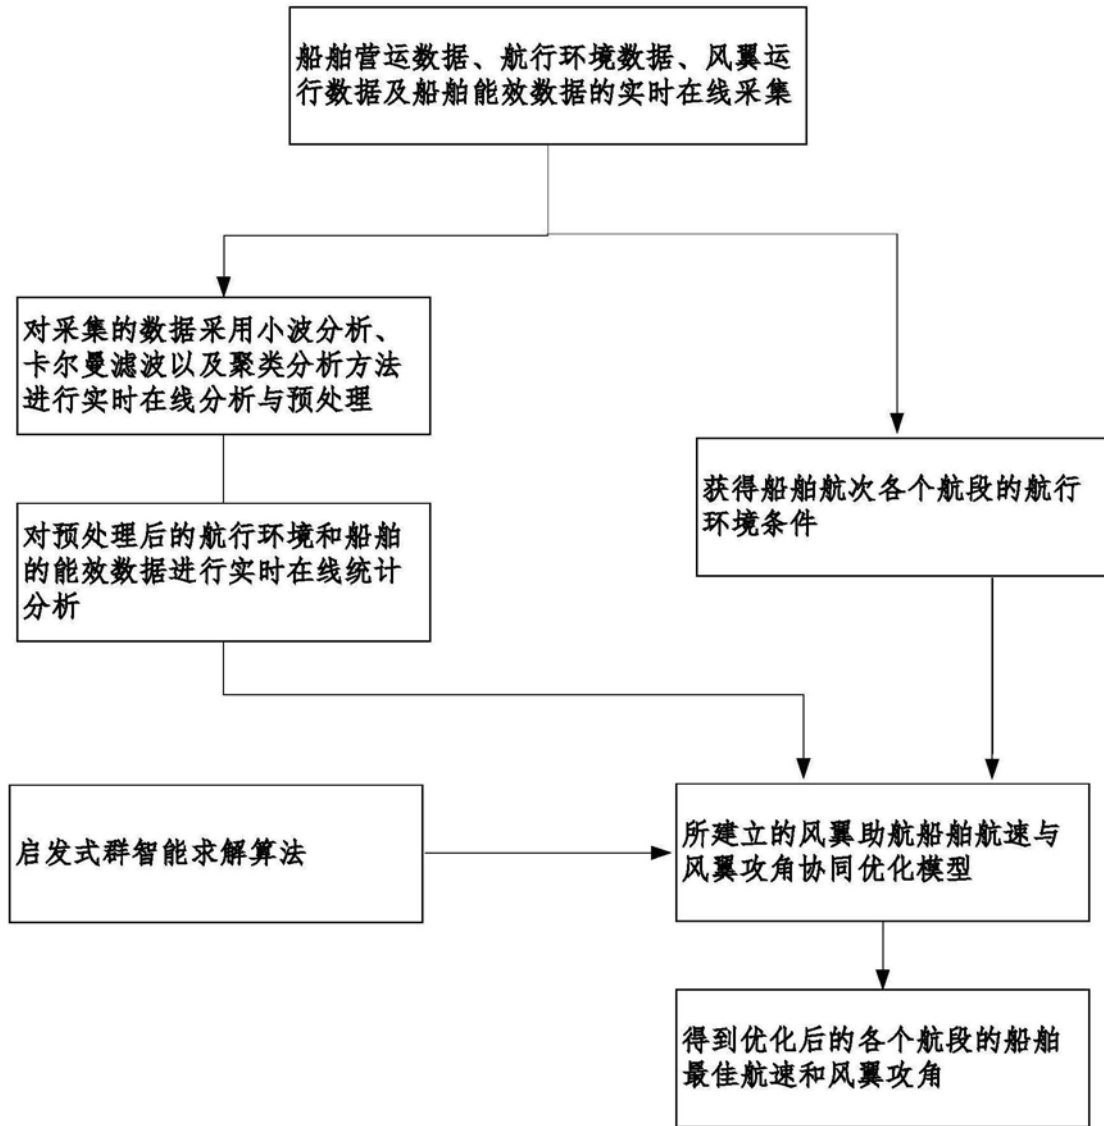 船舶营运数据、航行环境数据、风翼运
行数据及船舶能效数据的实时在线采集
对采集的数据采用小波分析、
卡尔曼滤波以及聚类分析方法
进行实时在线分析与预处理
获得船舶航次各个航段的航行
环境条件
对预处理后的航行环境和船舶
的能效数据进行实时在线统计
分析
启发式群智能求解算法
所建立的风翼助航船舶航速与
风翼攻角协同优化模型
得到优化后的各个航段的船舶
最佳航速和风翼攻角